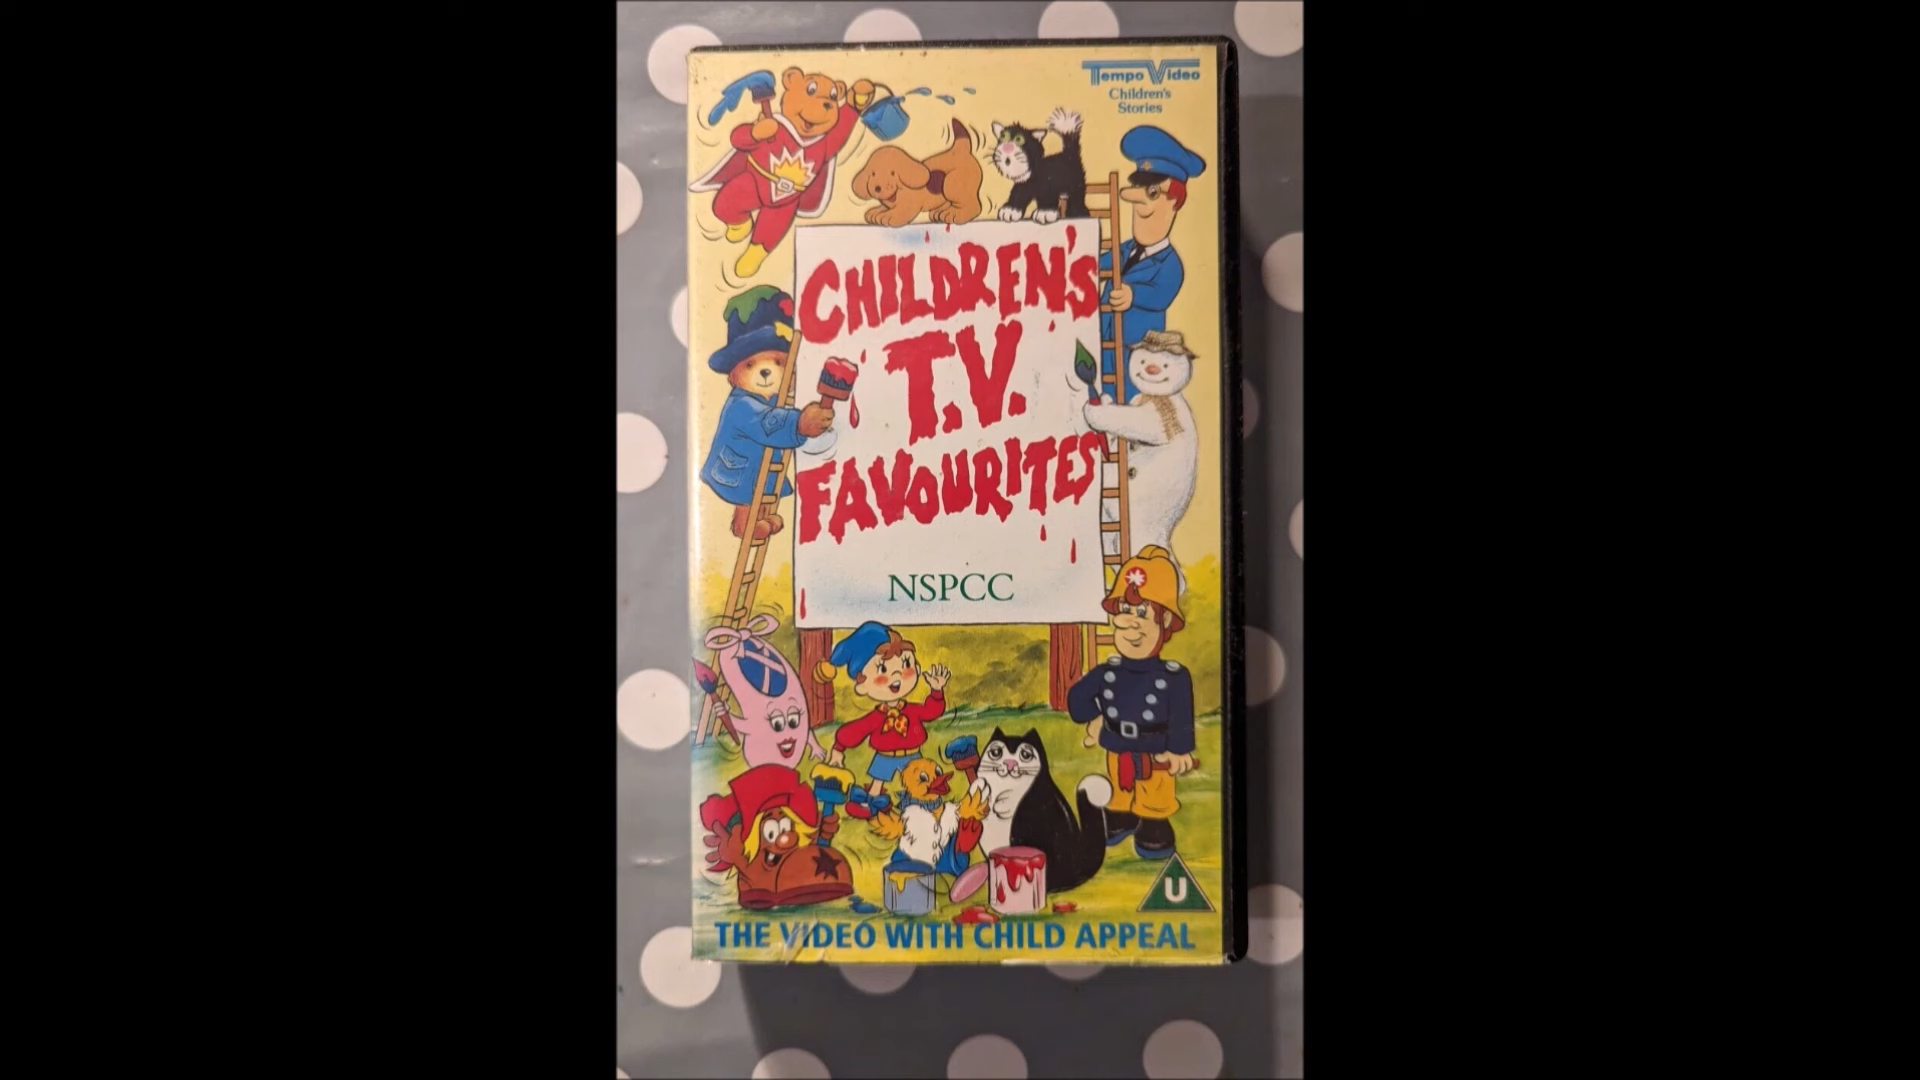 Tempo Video
Children's
Stories
CHILDREN'S
T.V.
FAVOURITES
NSPCC
U
THE VIDEO WITH CHILD APPEAL